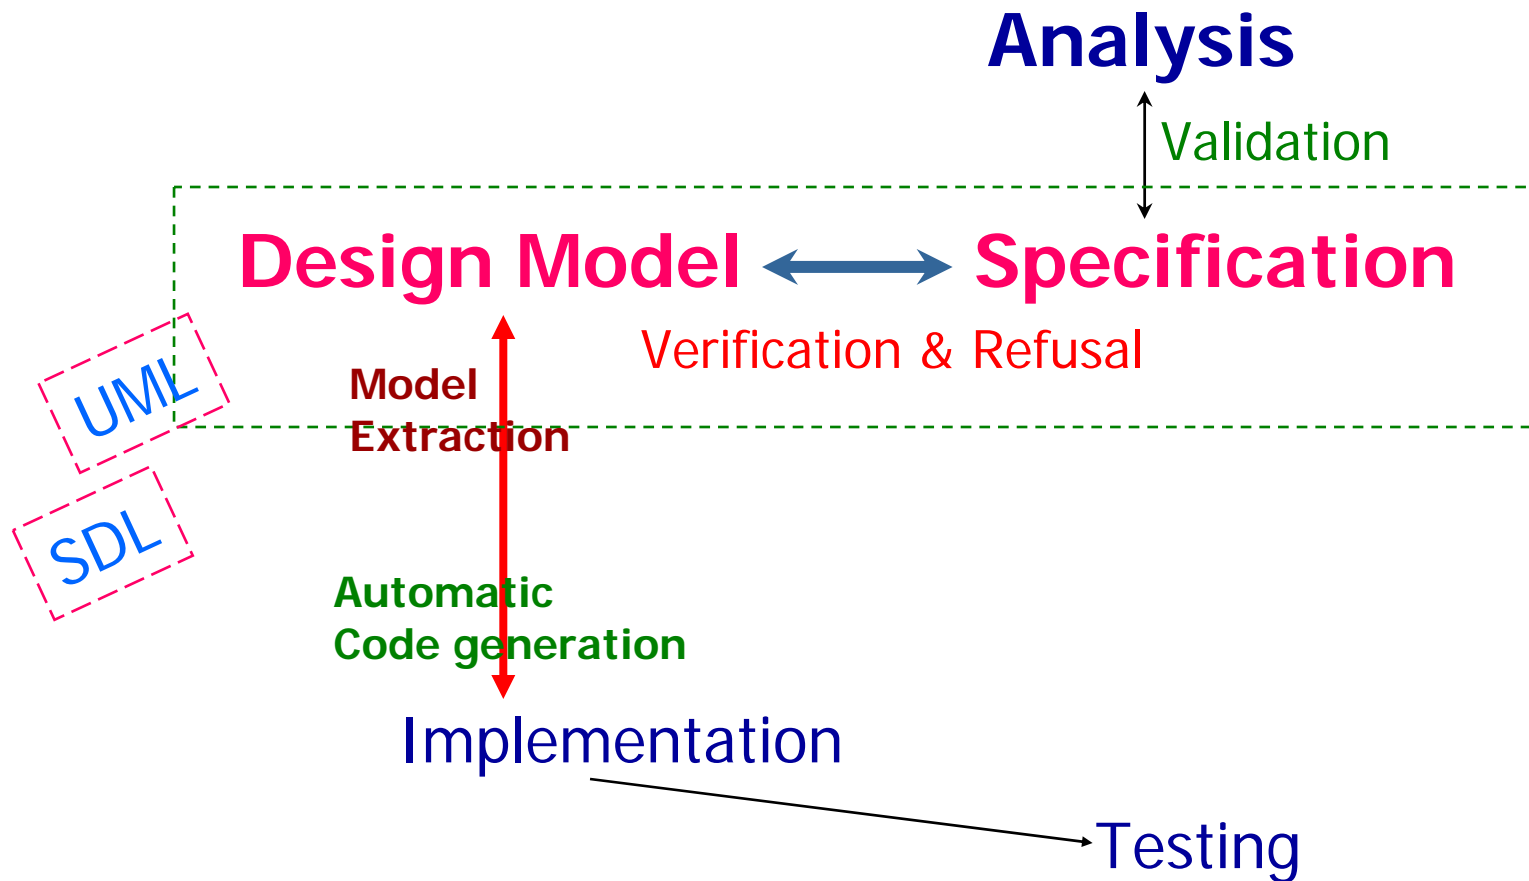 Analysis
Validation
Design Model
Specification
Verification & Refusal
UML
Model
Extraction
SDL
Automatic
Code generation
Implementation
Testing